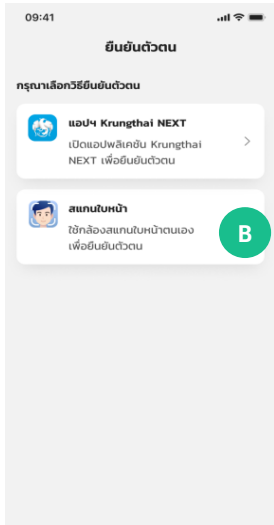 09:41
ยืนยันตัวตน
กรุณาเลือกวิธียืนยันตัวตน
แอปฯ Krungthai NEXT
เปิดแอปพลิเคชัน Krungthai
NEXT เพื่อยืนยันตัวตน
สแกนใบหน้า
ใช้กล้องสแกนใบหน้าตนเอง
เพื่อยืนยันตัวตน
B